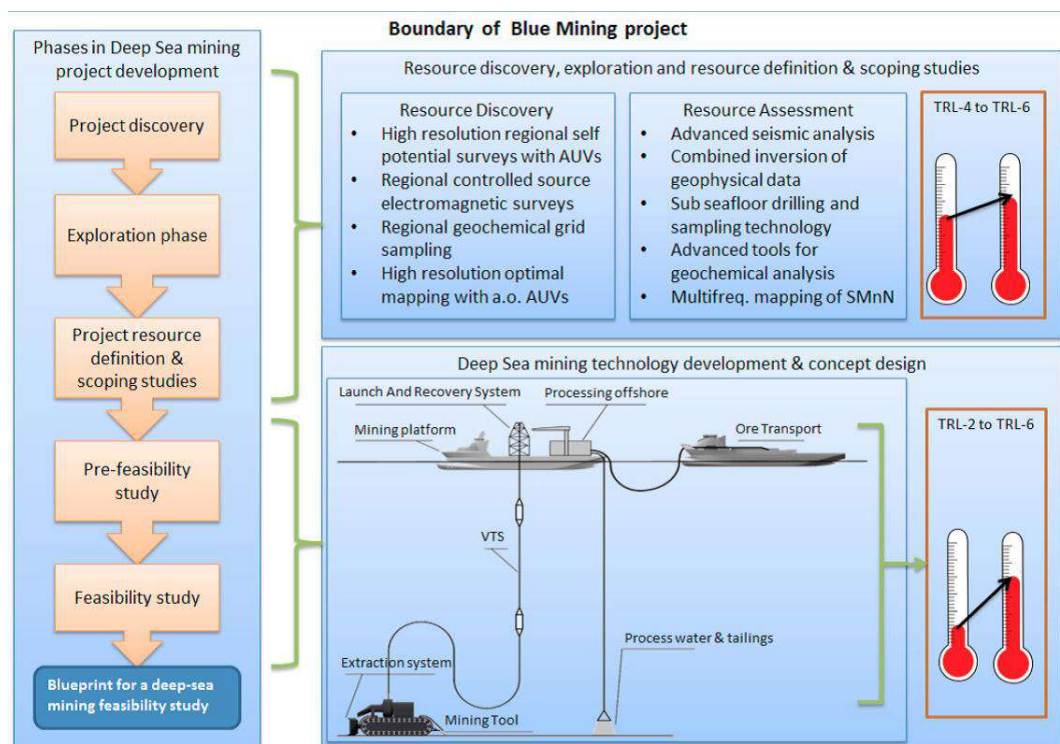 Boundary of Blue Mining project
Phases in Deep Sea mining
project development
Project discovery
Exploration phase
Project resource
definition &
scoping studies
Pre-feasibility
study
Feasibility study
Blueprint for a deep-sea
mining feasibility study
Resource discovery, exploration and resource definition & scoping studies
Resource Discovery
• High resolution regional self
potential surveys with AUVs
• Regional controlled source
electromagnetic surveys
• Regional geochemical grid
sampling
• High resolution optimal
mapping with a.o. AUVs
Resource Assessment
• Advanced seismic analysis
• Combined inversion of
geophysical data
• Sub seafloor drilling and
sampling technology
• Advanced tools for
geochemical analysis
• Multifreq. mapping of SMnN
TRL-4 to TRL-6
Deep Sea mining technology development & concept design
Launch And Recovery System
Processing offshore
Mining platform
Ore Transport
VTS
Process water & tailings
Extraction system
Mining Tool
TRL-2 to TRL-6